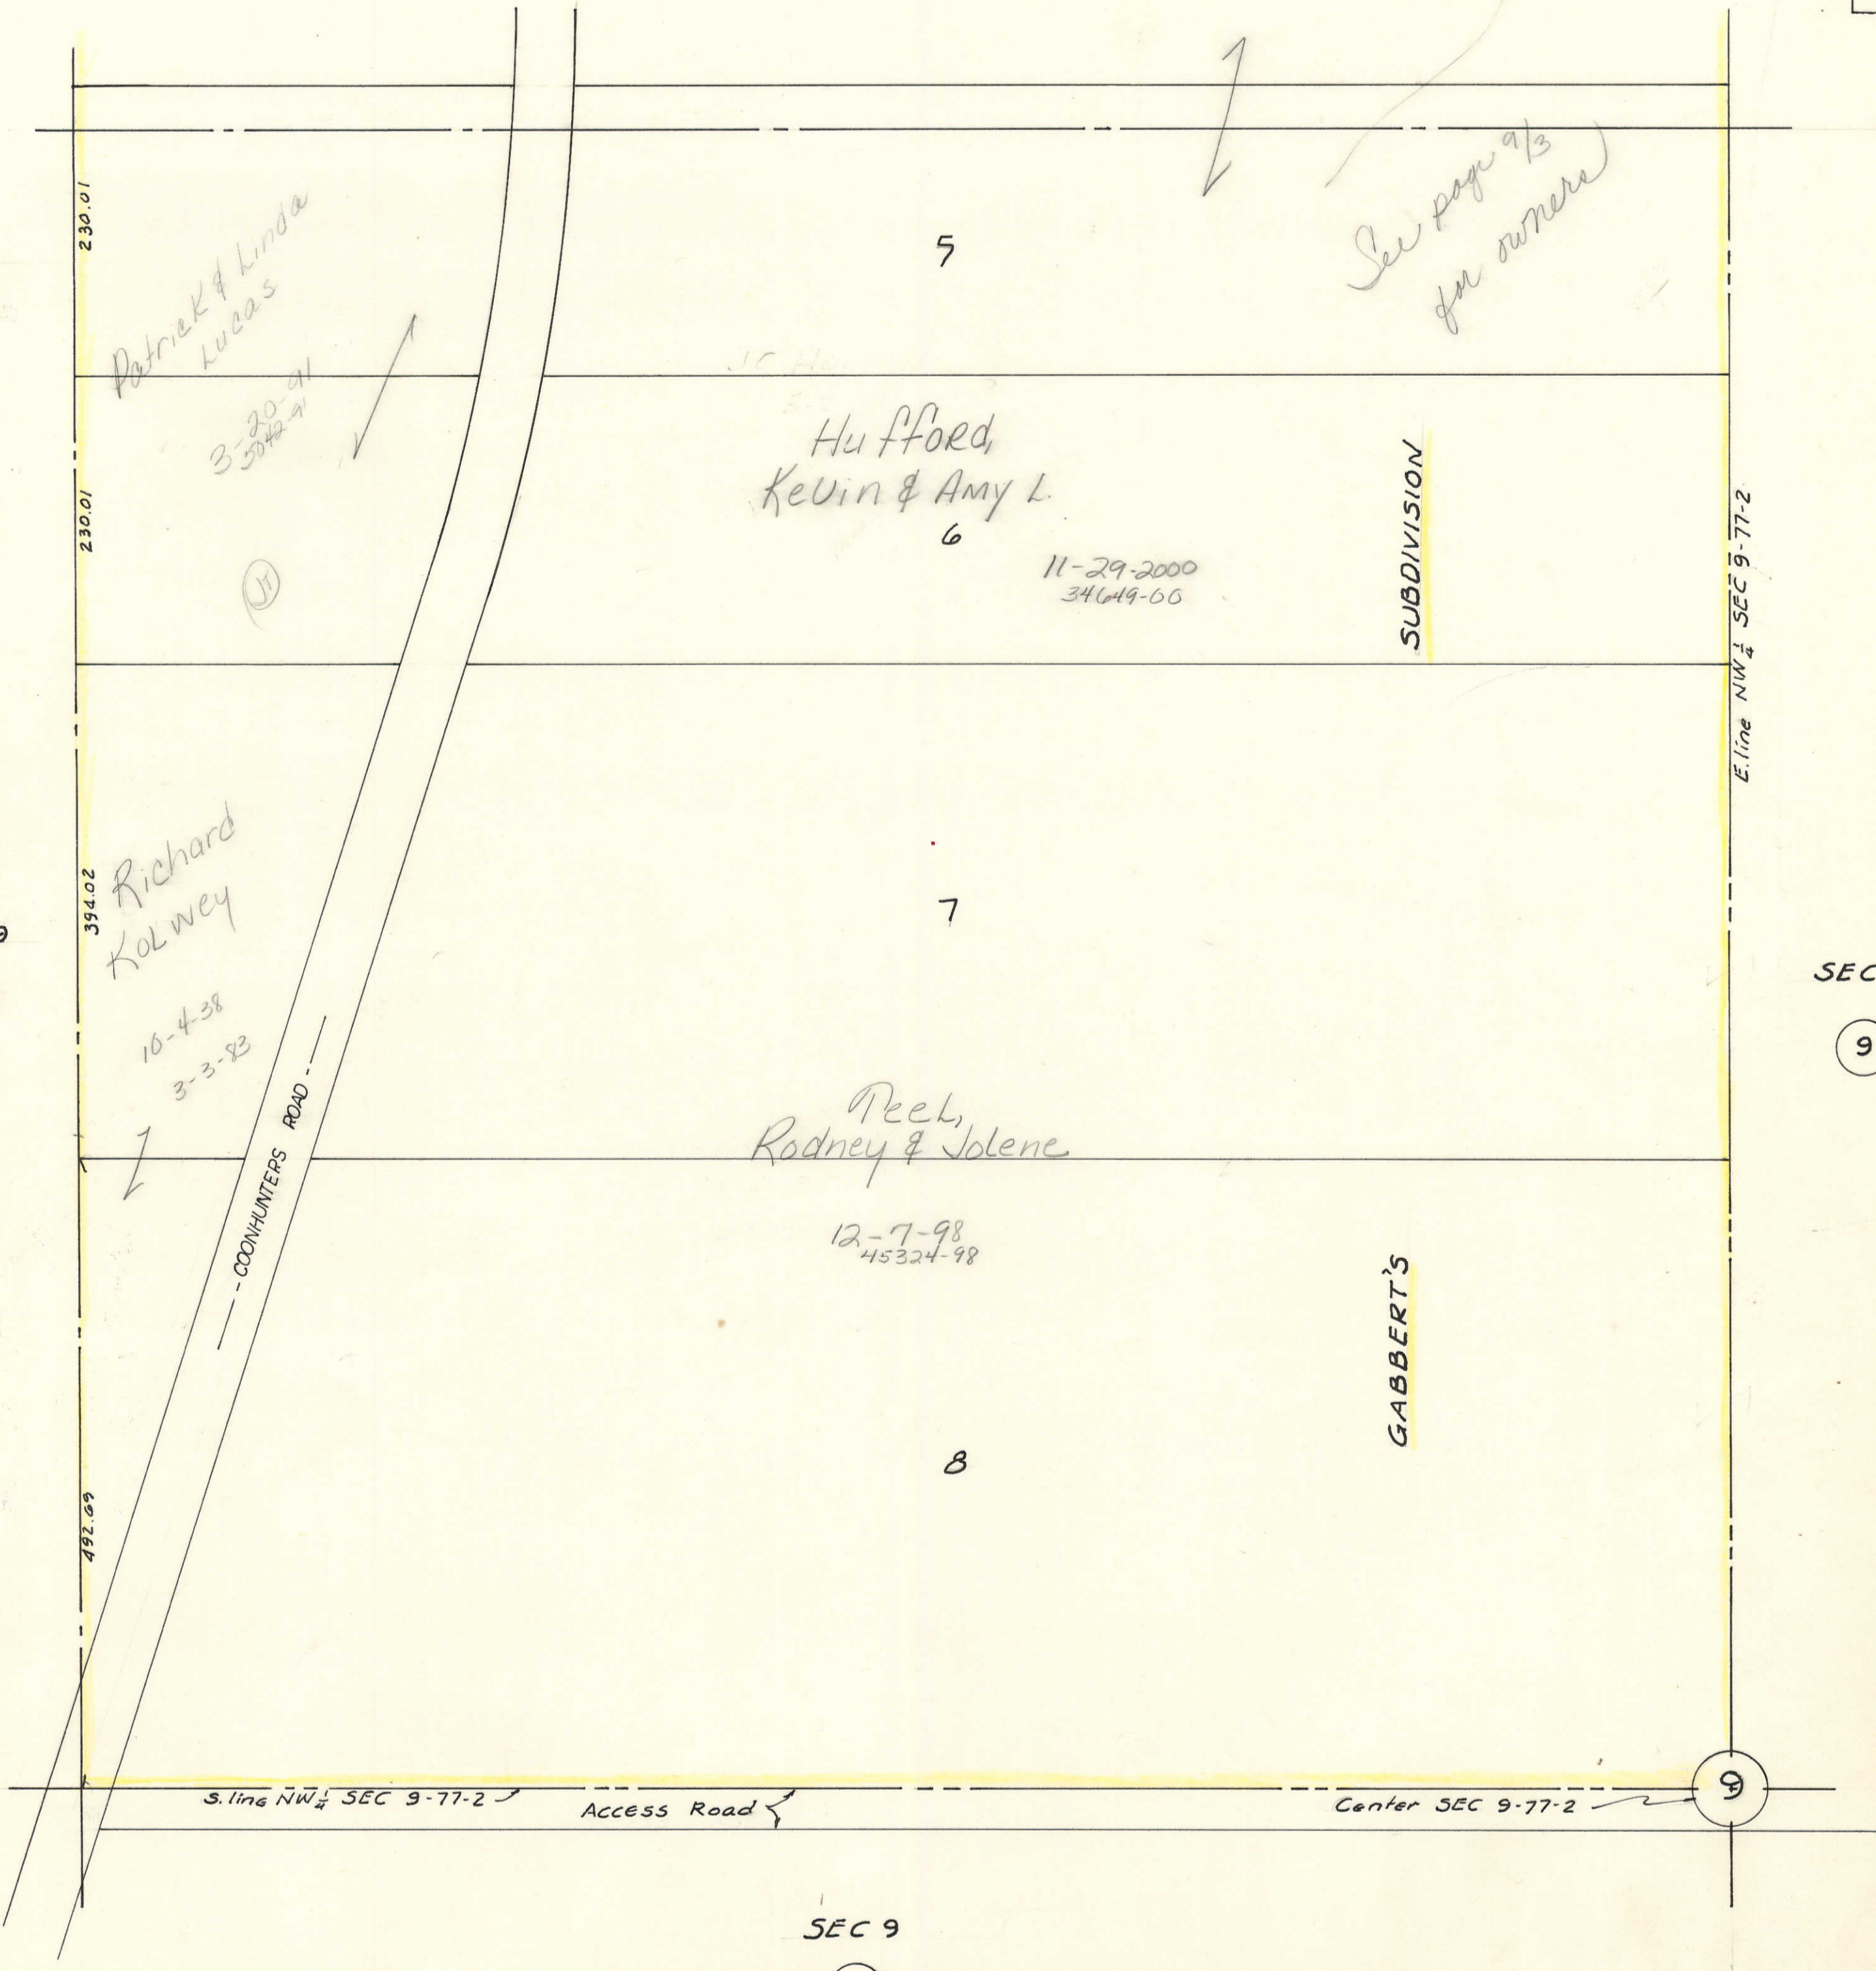 230.01
Patrick & Linda
Lucas
3-20-91
5042-91
5
See page 9/3
for owners
Hufford,
Kevin & Amy L.
6
11-29-2000
34649-00
SUBDIVISION
E. line NW 1/4 SEC 9-77-2
230.01
JT
394.02
Richard
Kolwey
10-4-38
3-3-83
7
SEC
9
COONHUNTERS ROAD
Peel,
Rodney & Jolene
12-7-98
45324-98
GABBERT'S
8
492.69
S. line NW 1/4 SEC 9-77-2
Access Road
Center SEC 9-77-2
9
SEC 9